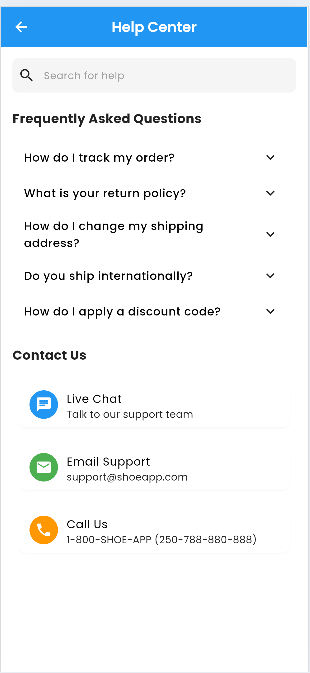 Help Center
Search for help
Frequently Asked Questions
How do I track my order?
What is your return policy?
How do I change my shipping
address?
Do you ship internationally?
How do I apply a discount code?
Contact Us
Live Chat
Talk to our support team
Email Support
support@shoeapp.com
Call Us
1-800-SHOE-APP (250-788-880-888)